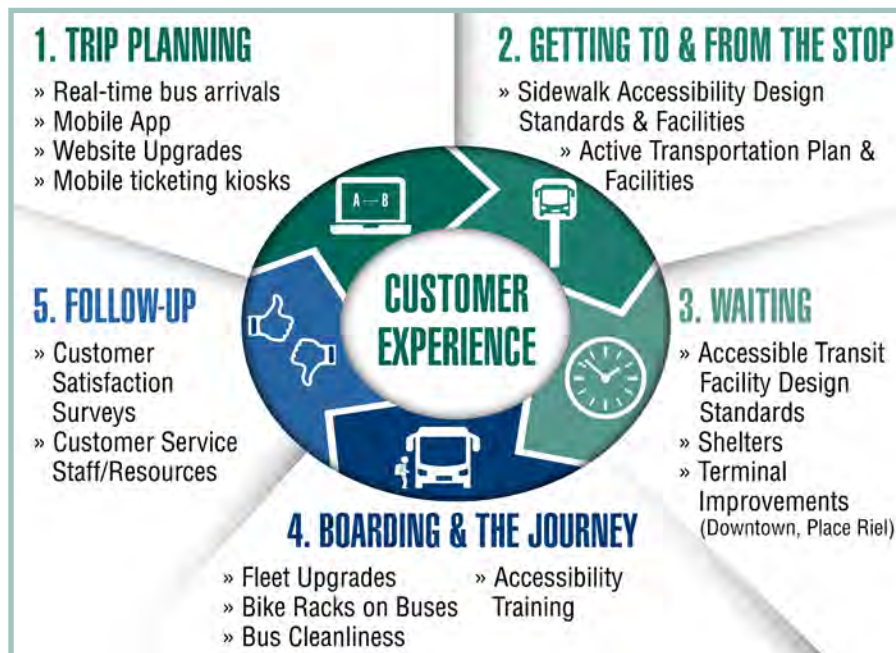 1. TRIP PLANNING
» Real-time bus arrivals
» Mobile App
» Website Upgrades
» Mobile ticketing kiosks
2. GETTING TO & FROM THE STOP
» Sidewalk Accessibility Design
Standards & Facilities
» Active Transportation Plan &
Facilities
A B
CUSTOMER
EXPERIENCE
3. WAITING
» Accessible Transit
Facility Design
Standards
» Shelters
» Terminal
Improvements
(Downtown, Place Riel)
4. BOARDING & THE JOURNEY
» Fleet Upgrades
» Bike Racks on Buses
» Bus Cleanliness
» Accessibility
Training
5. FOLLOW-UP
» Customer
Satisfaction
Surveys
» Customer Service
Staff/Resources